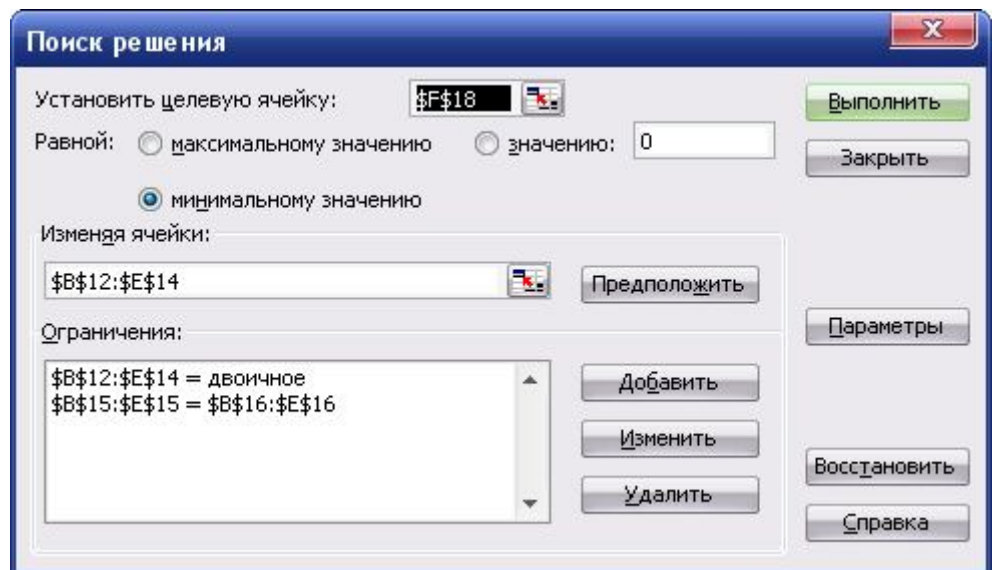 Поиск решения
Установить целевую ячейку: $F$18
Выполнить
Равной: максимальному значению значению: 0
Закрыть
минимальному значению
Изменяя ячейки:
$B$12:$E$14
Предположить
Ограничения:
Параметры
$B$12:$E$14 = двоичное
$B$15:$E$15 = $B$16:$E$16
Добавить
Изменить
Восстановить
Удалить
Справка